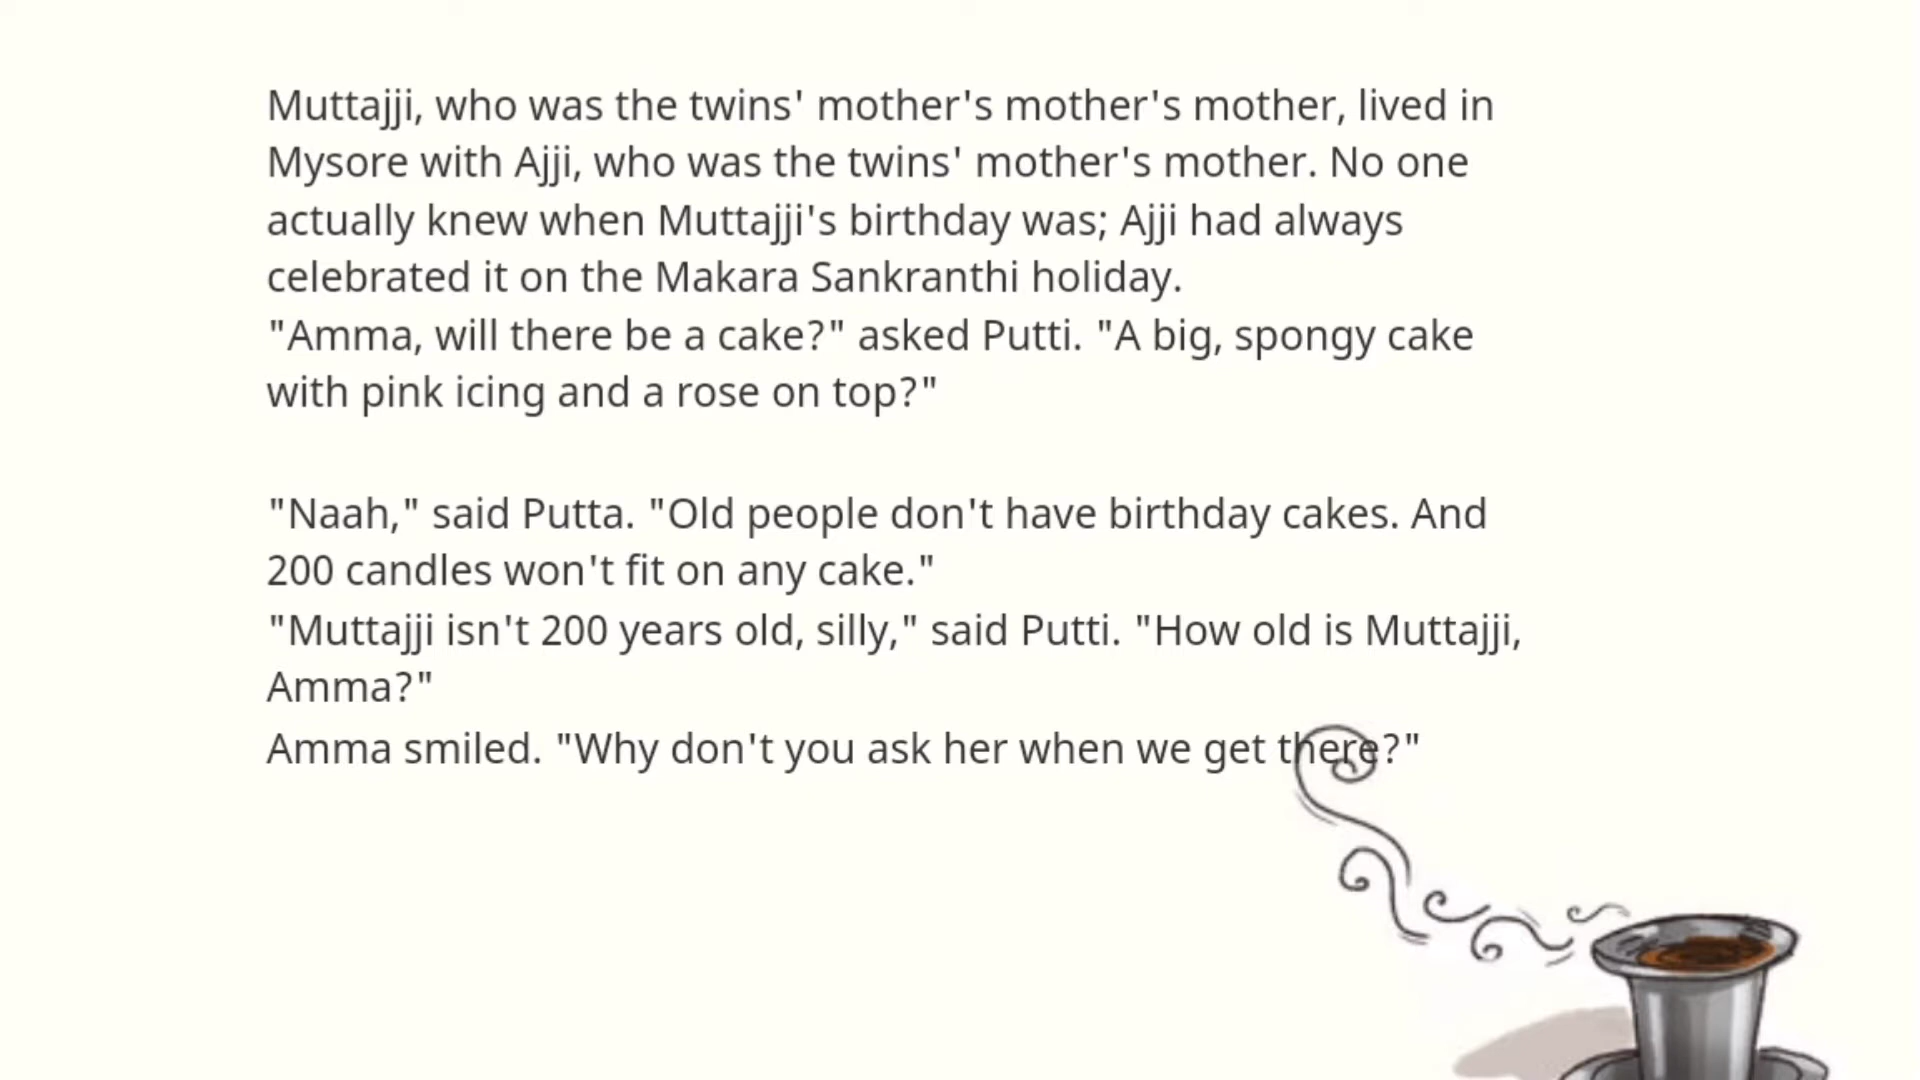 Muttajji, who was the twins' mother's mother's mother, lived in
Mysore with Ajji, who was the twins' mother's mother. No one
actually knew when Muttajji's birthday was; Ajji had always
celebrated it on the Makara Sankranthi holiday.
"Amma, will there be a cake?" asked Putti. "A big, spongy cake
with pink icing and a rose on top?"
"Naah," said Putta. "Old people don't have birthday cakes. And
200 candles won't fit on any cake."
"Muttajji isn't 200 years old, silly," said Putti. "How old is Muttajji,
Amma?"
Amma smiled. "Why don't you ask her when we get there?"